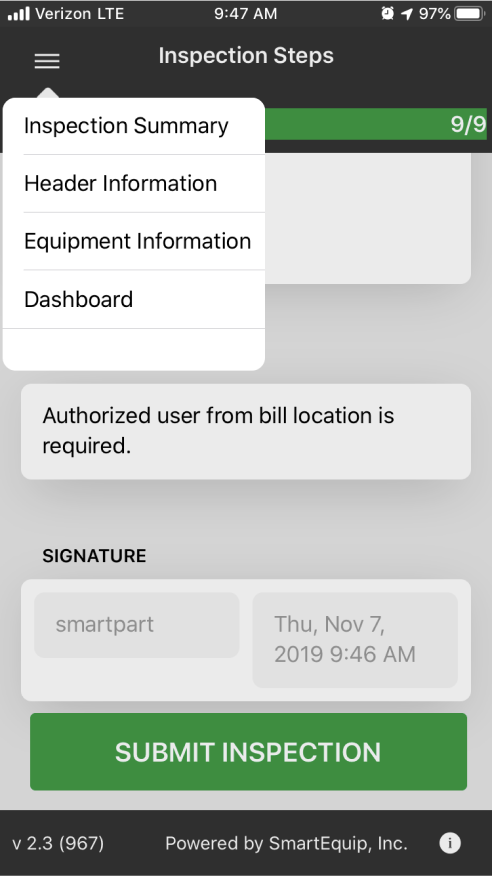 Verizon LTE 9:47 AM 97%
Inspection Steps
9/9
Inspection Summary
Header Information
Equipment Information
Dashboard
Authorized user from bill location is
required.
SIGNATURE
smartpart
Thu, Nov 7,
2019 9:46 AM
SUBMIT INSPECTION
v 2.3 (967) Powered by SmartEquip, Inc. i